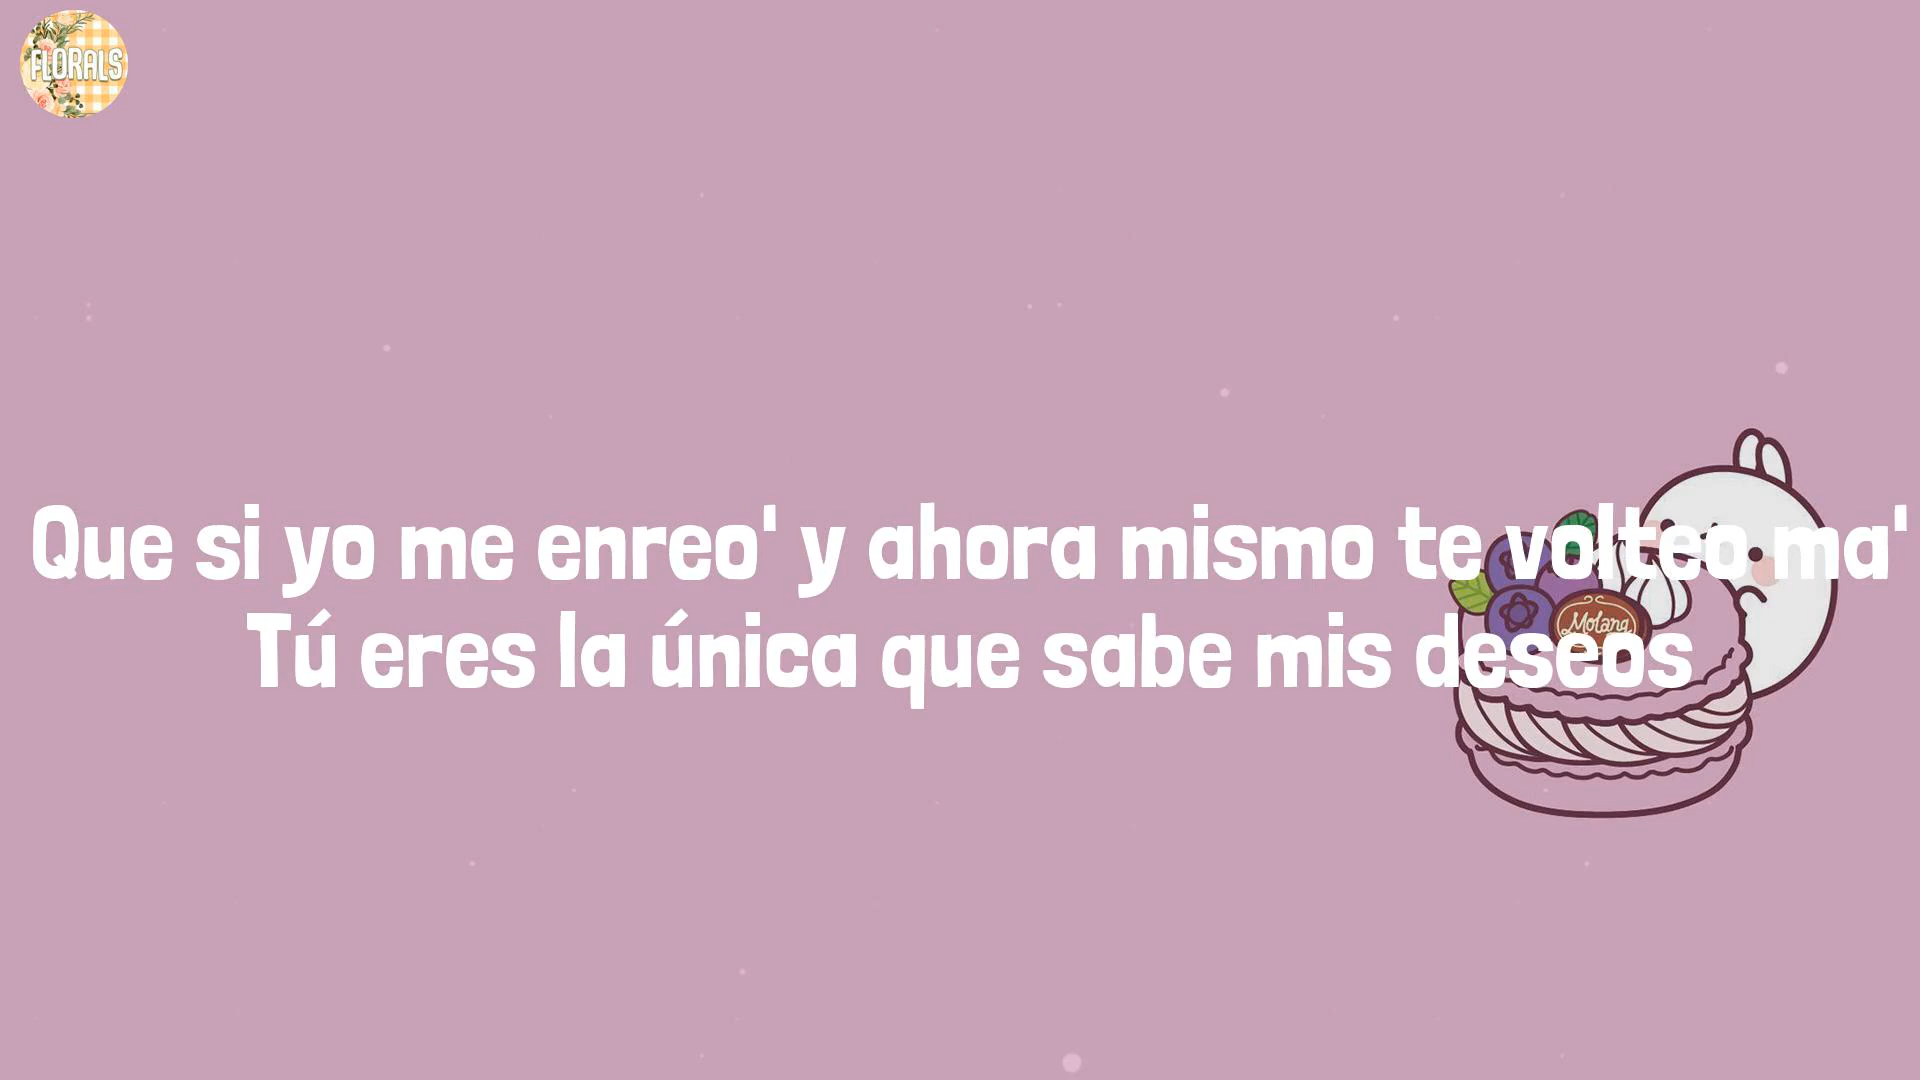 FLORALS
Que si yo me enreo' y ahora mismo te volteo ma'
Tú eres la única que sabe mis deseos
Molang